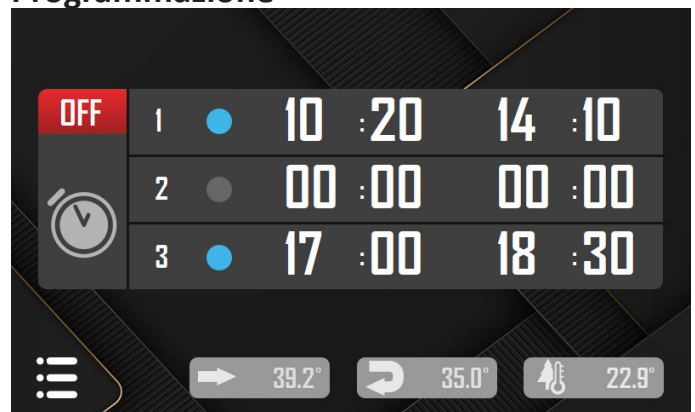 Programmazione
OFF
1 10 :20 14 :10
2 00 :00 00 :00
3 17 :00 18 :30
39.2° 35.0° 22.9°